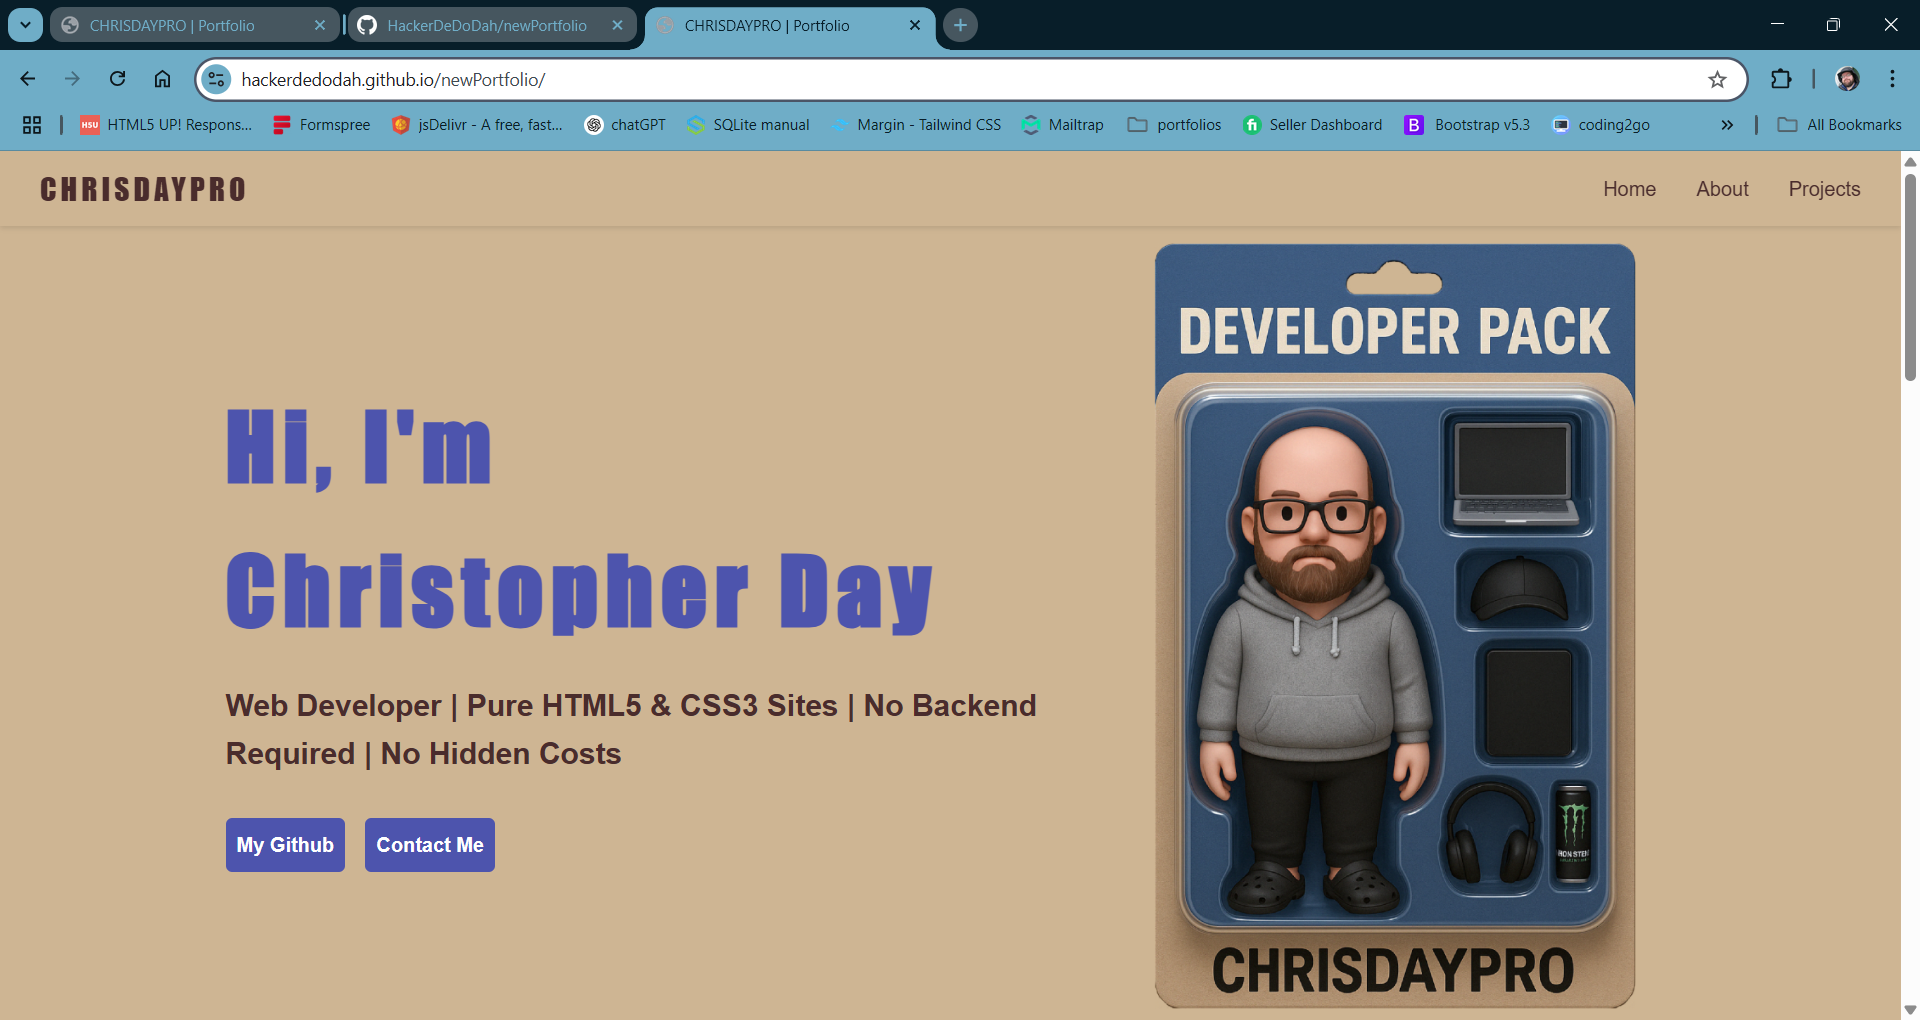 CHRISDAYPRO | Portfolio
HackerDeDoDah/newPortfolio
CHRISDAYPRO | Portfolio
hackerdedodah.github.io/newPortfolio/
H5U HTML5 UP! Respons...
Formspree
jsDelivr - A free, fast...
chatGPT
SQLite manual
Margin - Tailwind CSS
Mailtrap
portfolios
fi Seller Dashboard
B Bootstrap v5.3
coding2go
All Bookmarks
CHRISDAYPRO
Home
About
Projects
Hi, I'm
Christopher Day
Web Developer | Pure HTML5 & CSS3 Sites | No Backend
Required | No Hidden Costs
My Github
Contact Me
DEVELOPER PACK
CHRISDAYPRO